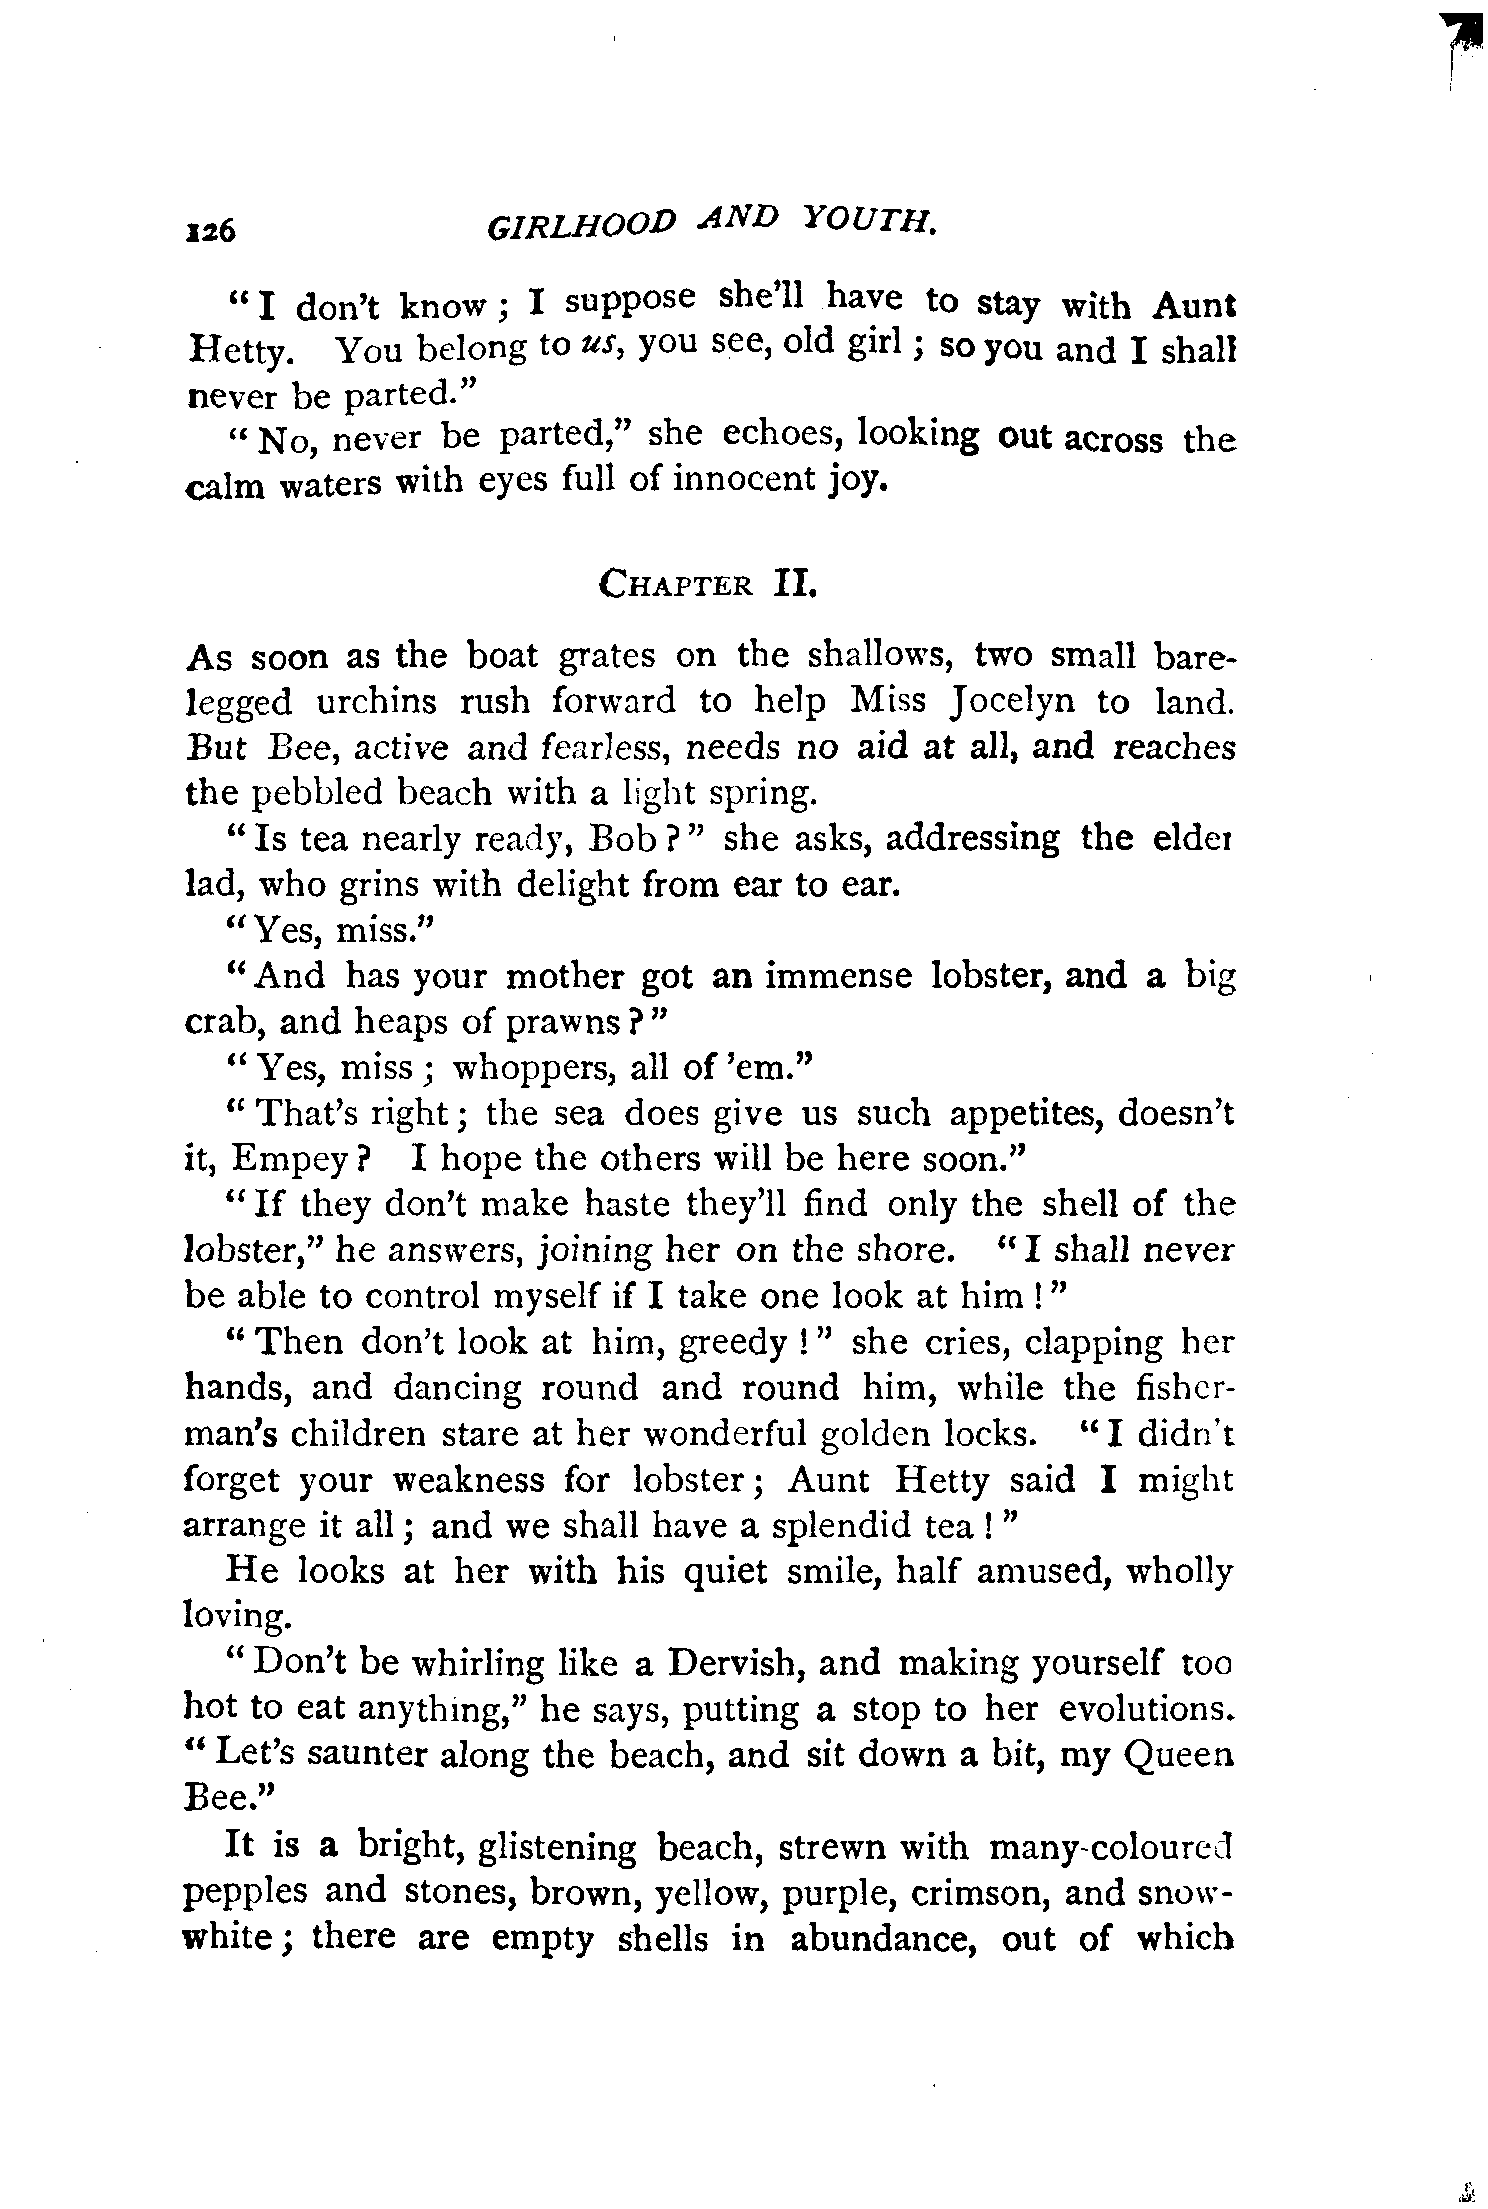 126 GIRLHOOD AND YOUTH.
"I don't know; I suppose she'll have to stay with Aunt
Hetty. You belong to us, you see, old girl; so you and I shall
never be parted."
"No, never be parted," she echoes, looking out across the
calm waters with eyes full of innocent joy.
CHAPTER II.
As soon as the boat grates on the shallows, two small bare-
legged urchins rush forward to help Miss Jocelyn to land.
But Bee, active and fearless, needs no aid at all, and reaches
the pebbled beach with a light spring.
"Is tea nearly ready, Bob?" she asks, addressing the elder
lad, who grins with delight from ear to ear.
"Yes, miss."
"And has your mother got an immense lobster, and a big
crab, and heaps of prawns?"
"Yes, miss; whoppers, all of 'em."
"That's right; the sea does give us such appetites, doesn't
it, Empey? I hope the others will be here soon."
"If they don't make haste they'll find only the shell of the
lobster," he answers, joining her on the shore. "I shall never
be able to control myself if I take one look at him!"
"Then don't look at him, greedy!" she cries, clapping her
hands, and dancing round and round him, while the fisher-
man's children stare at her wonderful golden locks. "I didn't
forget your weakness for lobster; Aunt Hetty said I might
arrange it all; and we shall have a splendid tea!"
He looks at her with his quiet smile, half amused, wholly
loving.
"Don't be whirling like a Dervish, and making yourself too
hot to eat anything," he says, putting a stop to her evolutions.
"Let's saunter along the beach, and sit down a bit, my Queen
Bee."
It is a bright, glistening beach, strewn with many-coloured
pepples and stones, brown, yellow, purple, crimson, and snow-
white; there are empty shells in abundance, out of which